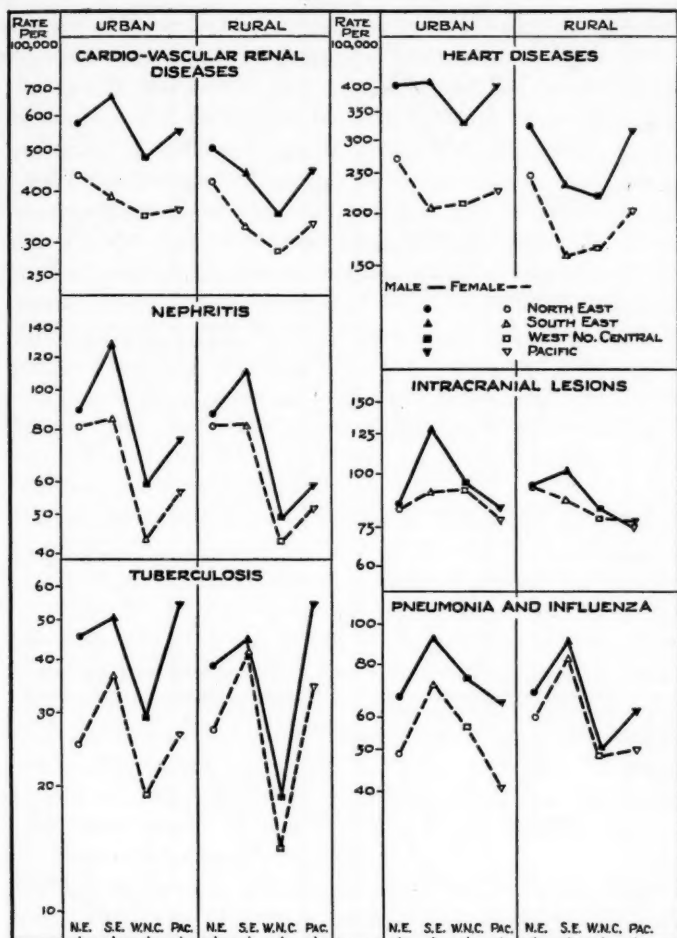 RATE PER 100,000
URBAN
RURAL
CARDIO-VASCULAR RENAL
DISEASES
700
600
500
400
300
250
NEPHRITIS
140
120
100
80
60
50
40
TUBERCULOSIS
60
50
40
30
20
10
N.E. S.E. W.N.C. PAC.
N.E. S.E. W.N.C. PAC.
RATE PER 100,000
URBAN
RURAL
HEART DISEASES
400
350
300
250
200
150
MALE FEMALE
NORTH EAST
SOUTH EAST
WEST NO. CENTRAL
PACIFIC
INTRACRANIAL LESIONS
150
125
100
75
60
PNEUMONIA AND INFLUENZA
100
80
60
50
40
N.E. S.E. W.N.C. PAC.
N.E. S.E. W.N.C. PAC.